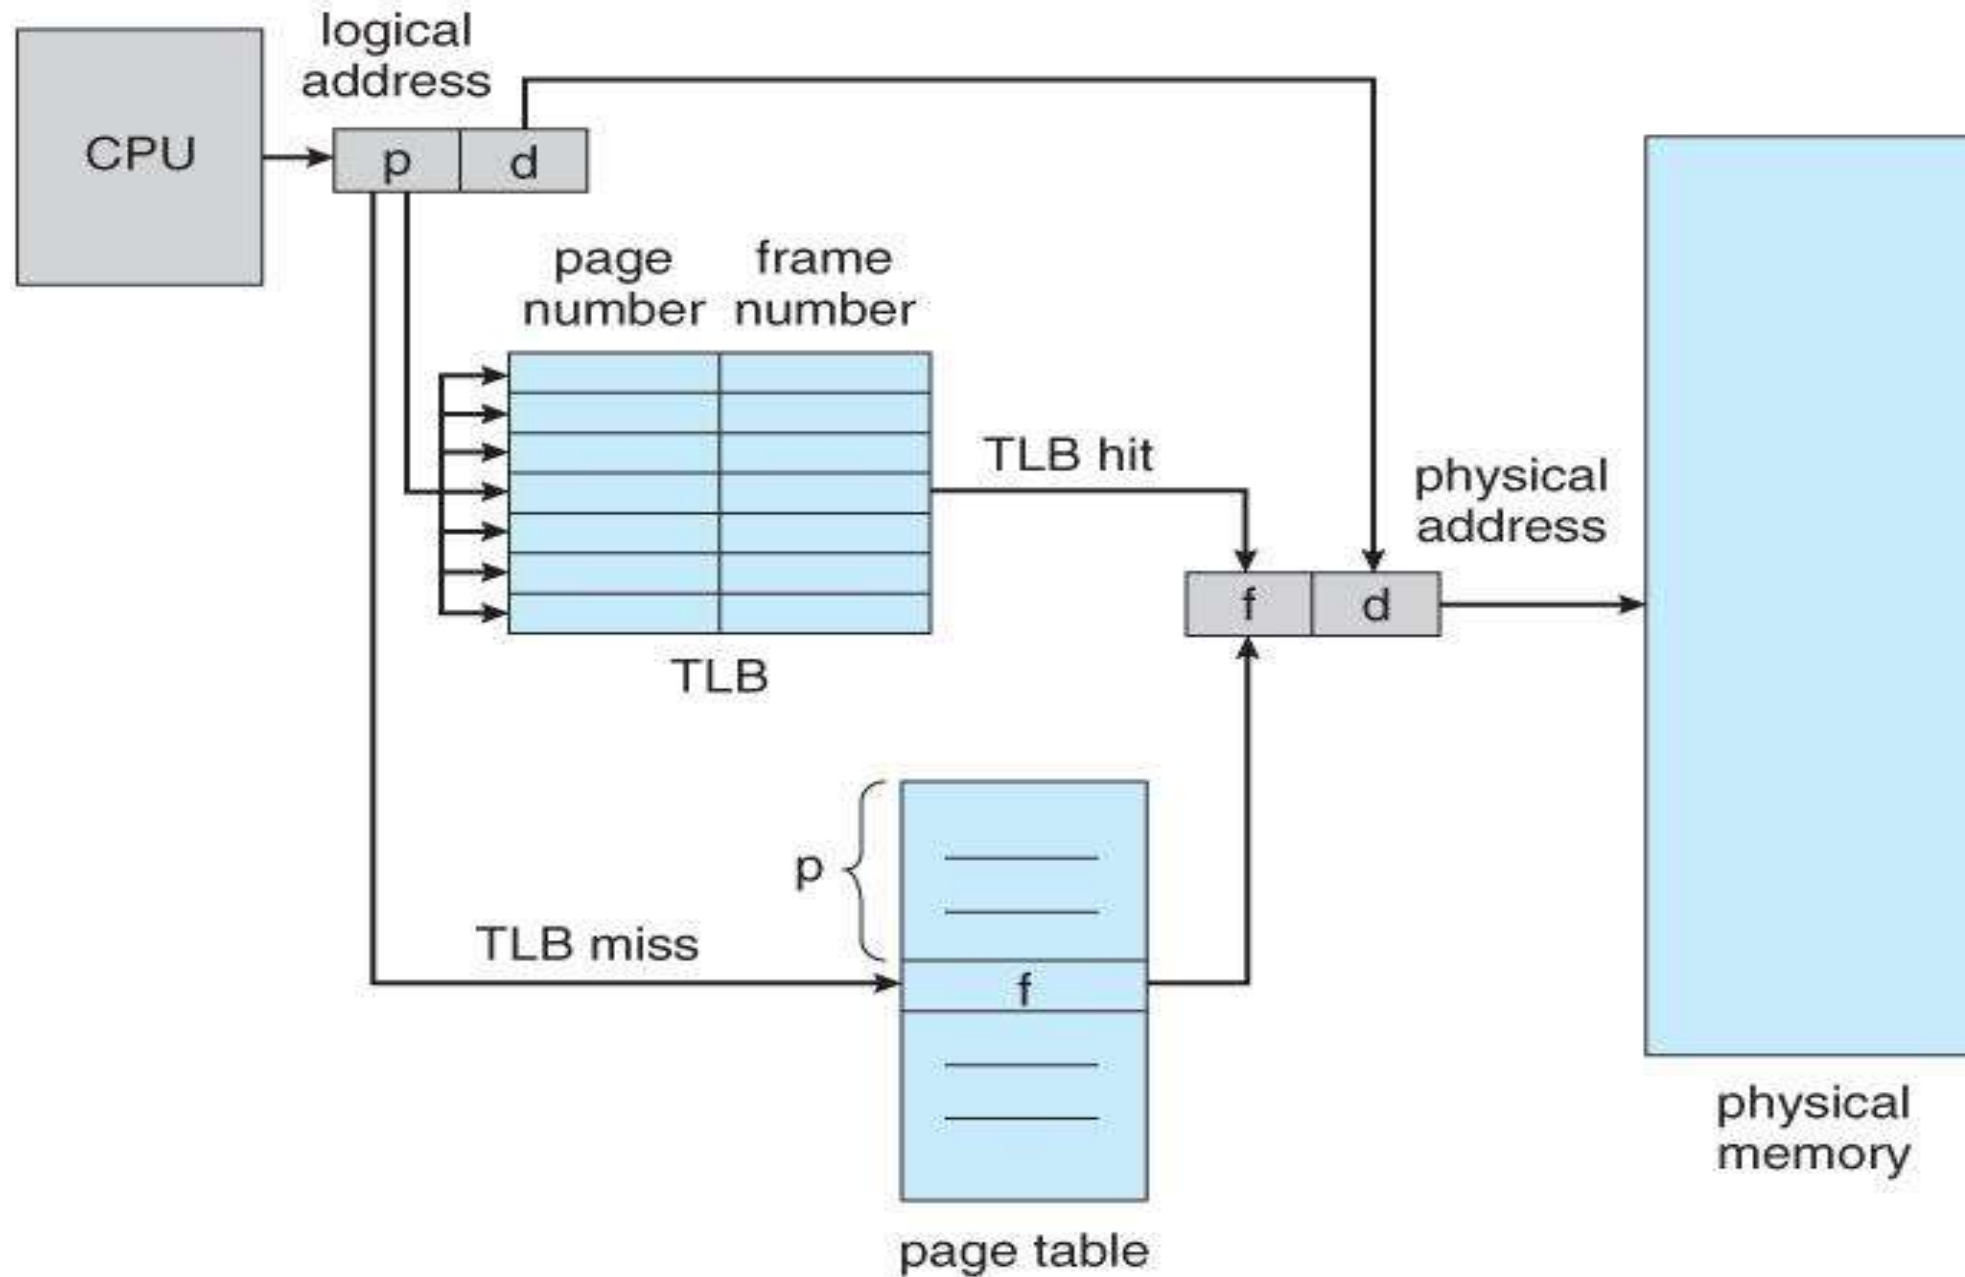 logical
address
CPU
p
d
page
number
frame
number
TLB hit
physical
address
f
d
TLB
p
TLB miss
f
physical
memory
page table